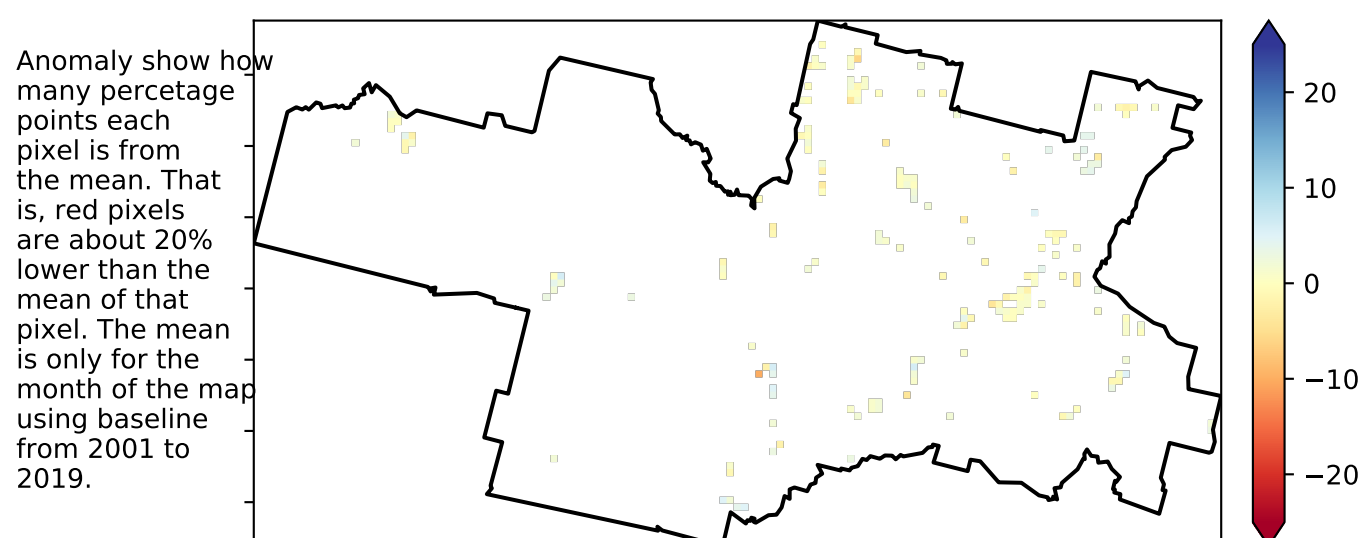 Anomaly show how
many percetage
points each
pixel is from
the mean. That
is, red pixels
are about 20%
lower than the
mean of that
pixel. The mean
is only for the
month of the map
using baseline
from 2001 to
2019.
20
10
0
−10
−20